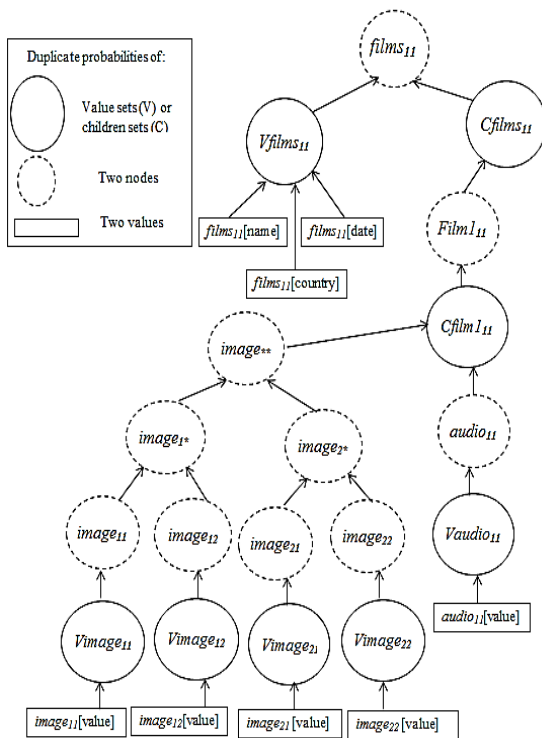 Duplicate probabilities of:
Value sets (V) or
children sets (C)
Two nodes
Two values
films11
Vfilms11
Cfilms11
films11[name]
films11[date]
films11[country]
Film111
Cfilm111
image**
image1*
image2*
audio11
image11
image12
image21
image22
Vaudio11
Vimage11
Vimage12
Vimage21
Vimage22
audio11[value]
image11[value]
image12[value]
image21[value]
image22[value]